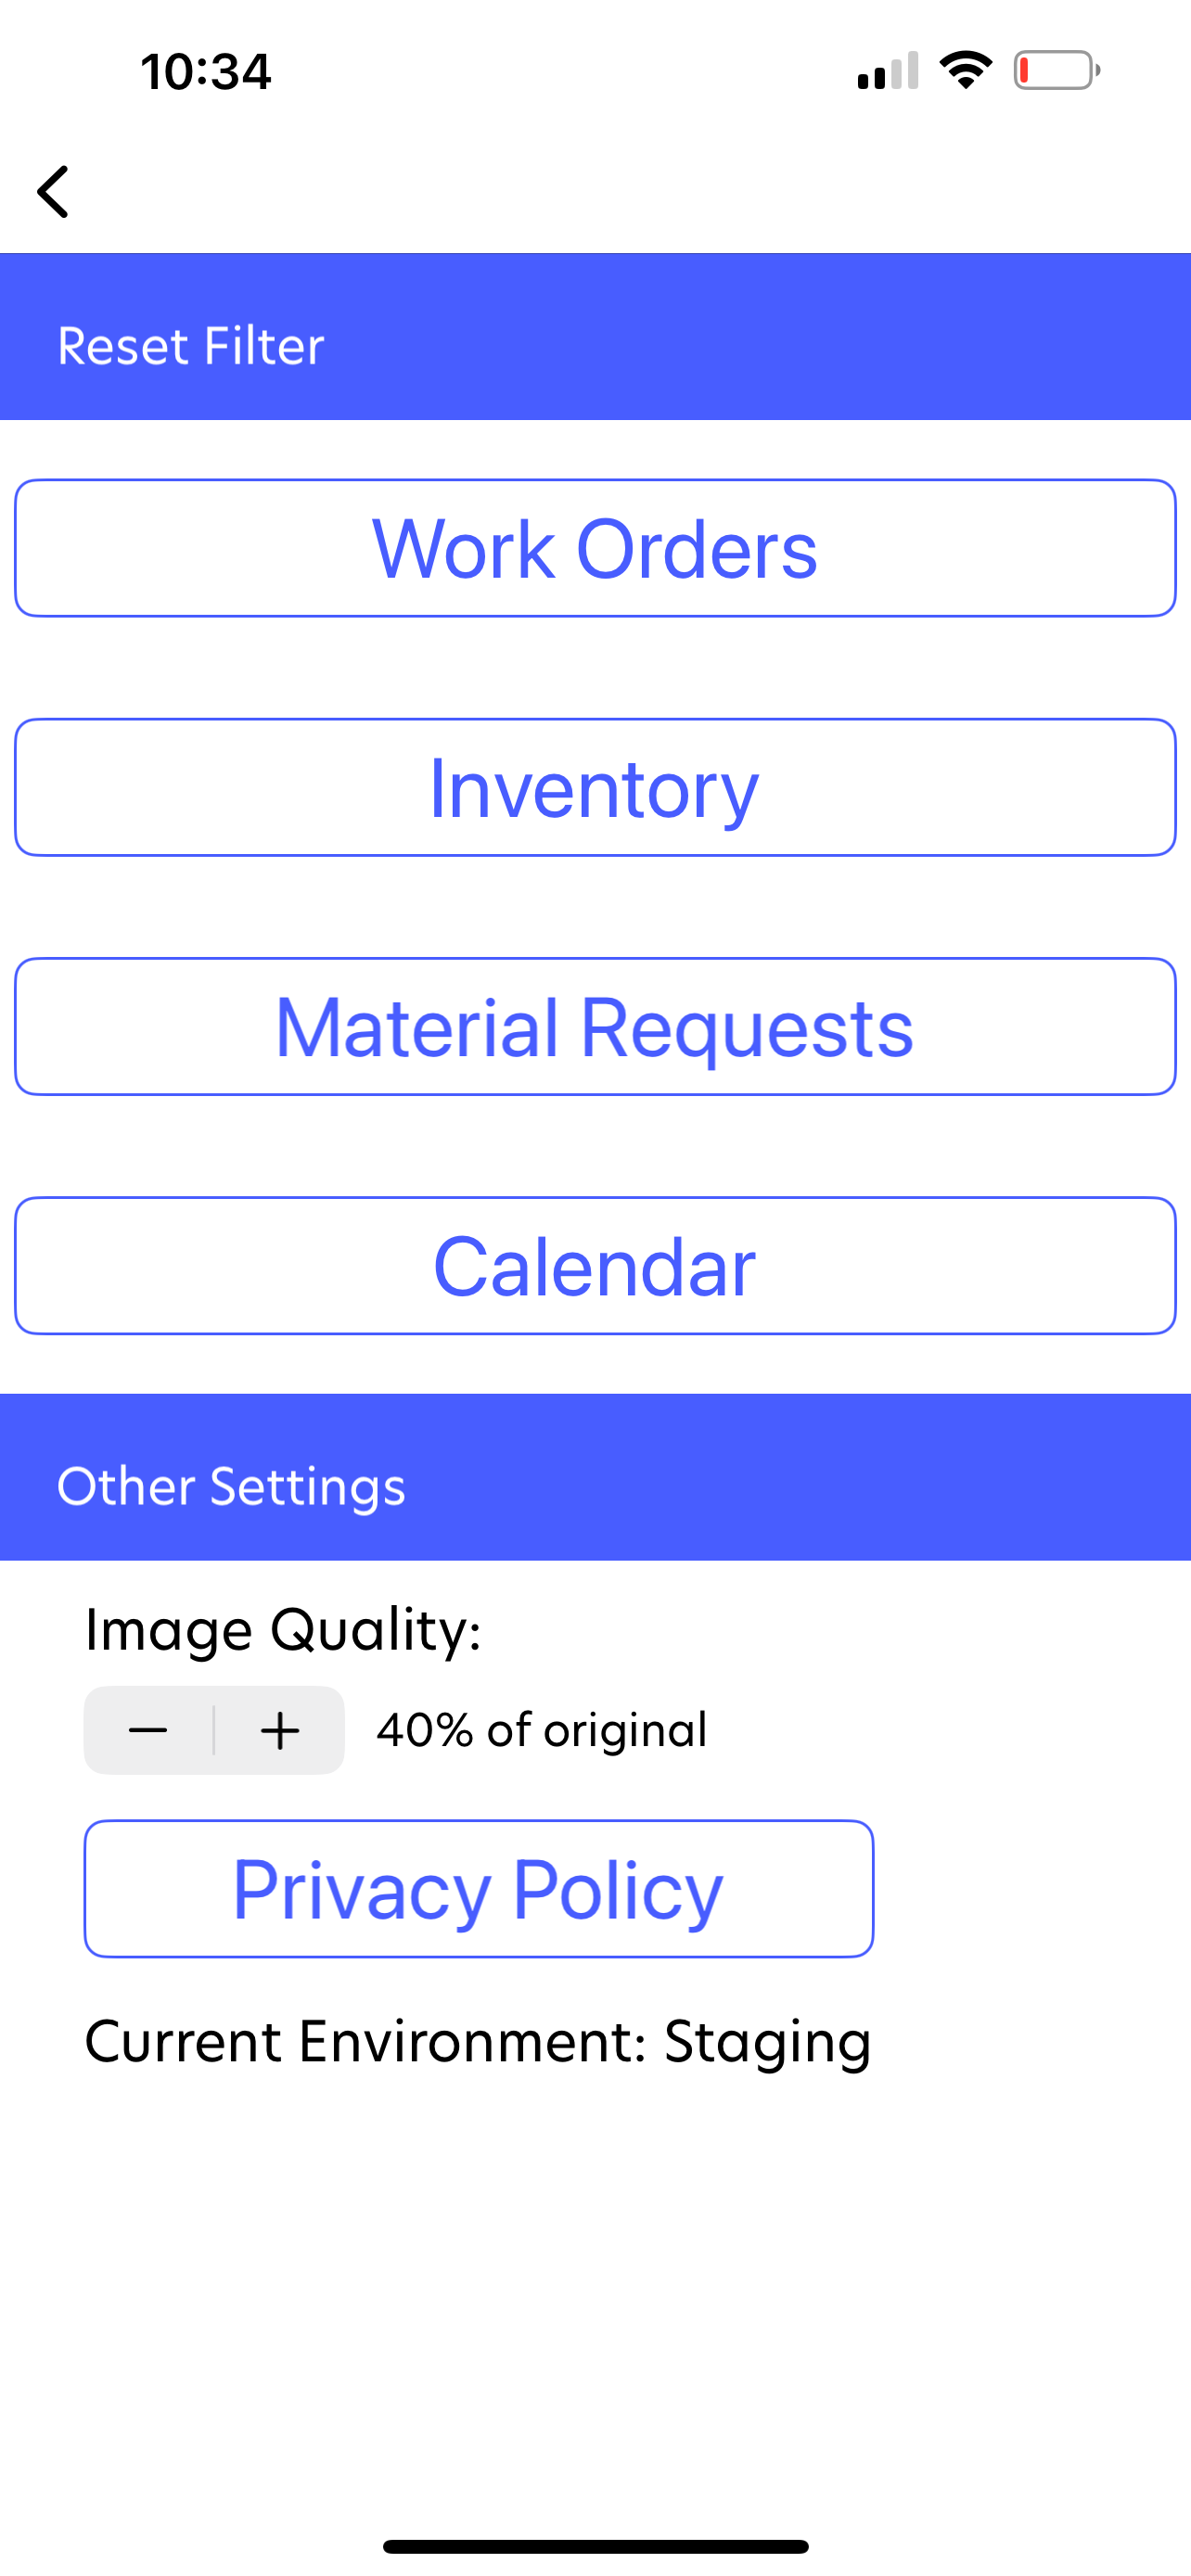 10:34
Reset Filter
Work Orders
Inventory
Material Requests
Calendar
Other Settings
Image Quality:
40% of original
Privacy Policy
Current Environment: Staging